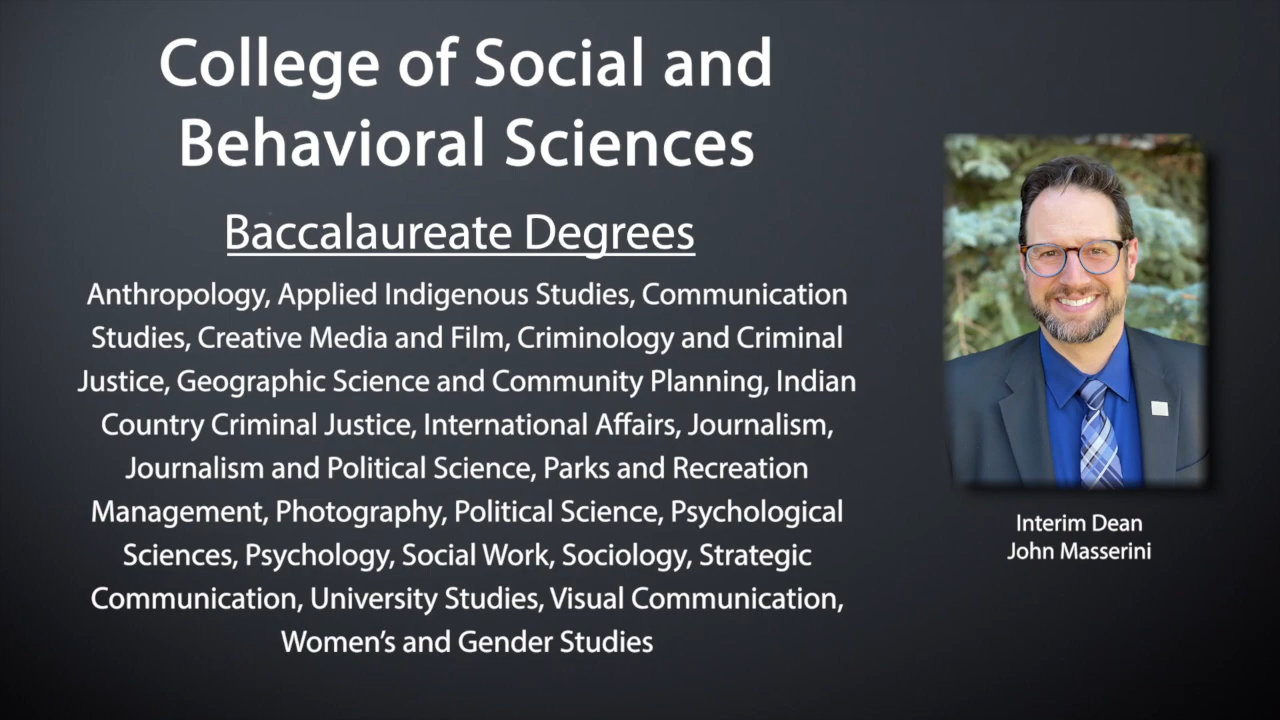 College of Social and
Behavioral Sciences
Baccalaureate Degrees
Anthropology, Applied Indigenous Studies, Communication
Studies, Creative Media and Film, Criminology and Criminal
Justice, Geographic Science and Community Planning, Indian
Country Criminal Justice, International Affairs, Journalism,
Journalism and Political Science, Parks and Recreation
Management, Photography, Political Science, Psychological
Sciences, Psychology, Social Work, Sociology, Strategic
Communication, University Studies, Visual Communication,
Women’s and Gender Studies
Interim Dean
John Masserini